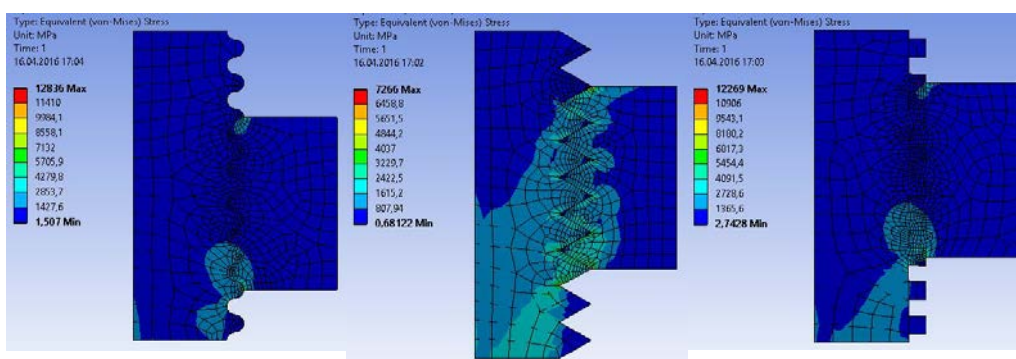 Type: Equivalent (von-Mises) Stress
Unit: MPa
Time: 1
16.04.2016 17:04
12836 Max
11410
9984,1
8558,1
7132
5705,9
4279,8
2853,7
1427,6
1,507 Min
Type: Equivalent (von-Mises) Stress
Unit: MPa
Time: 1
16.04.2016 17:02
7266 Max
6458,8
5651,5
4844,2
4037
3229,7
2422,5
1615,2
807,94
0,68122 Min
Type: Equivalent (von-Mises) Stress
Unit: MPa
Time: 1
16.04.2016 17:03
12269 Max
10906
9543,1
8180,2
6817,3
5454,4
4091,5
2728,6
1365,6
2,7428 Min